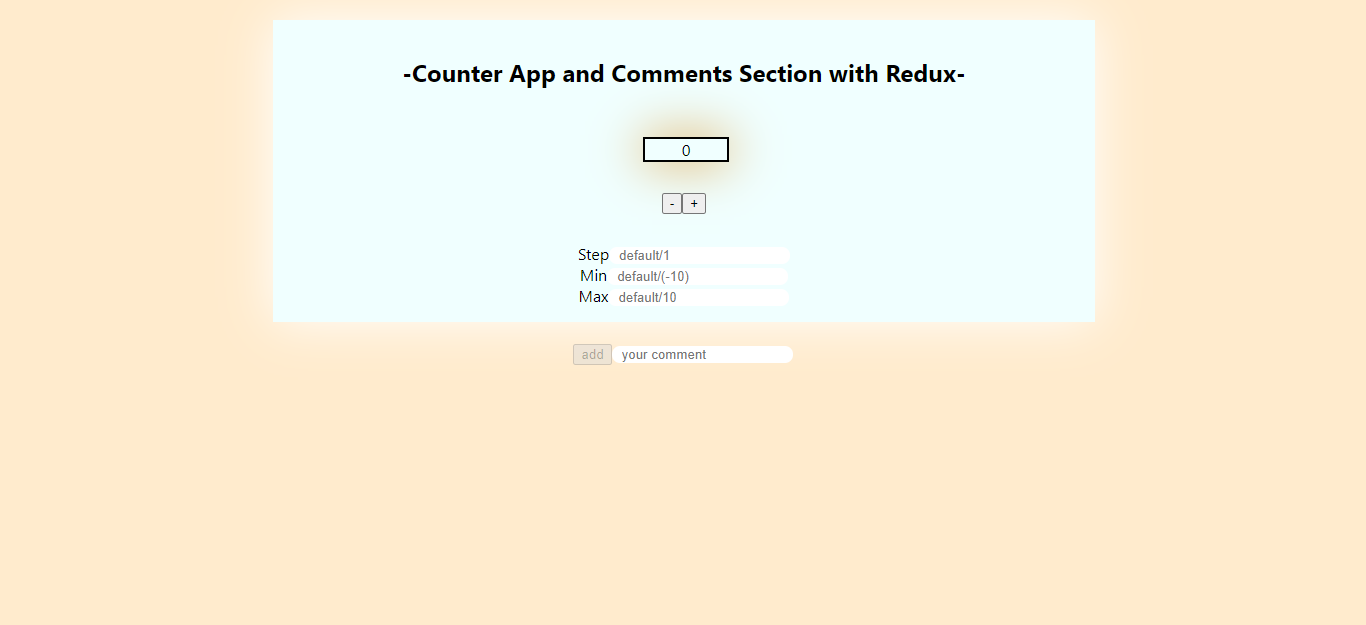 -Counter App and Comments Section with Redux-
0
- +
Step default/1
Min default/(-10)
Max default/10
add your comment